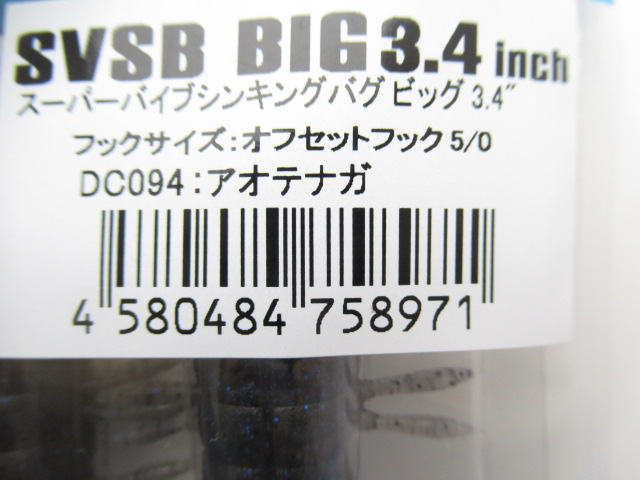 SVSB BIG 3.4 inch
スーパーバイブシンキングバグ ビッグ 3.4"
フックサイズ:オフセットフック 5/0
DC094:アオテナガ
4 580484 758971